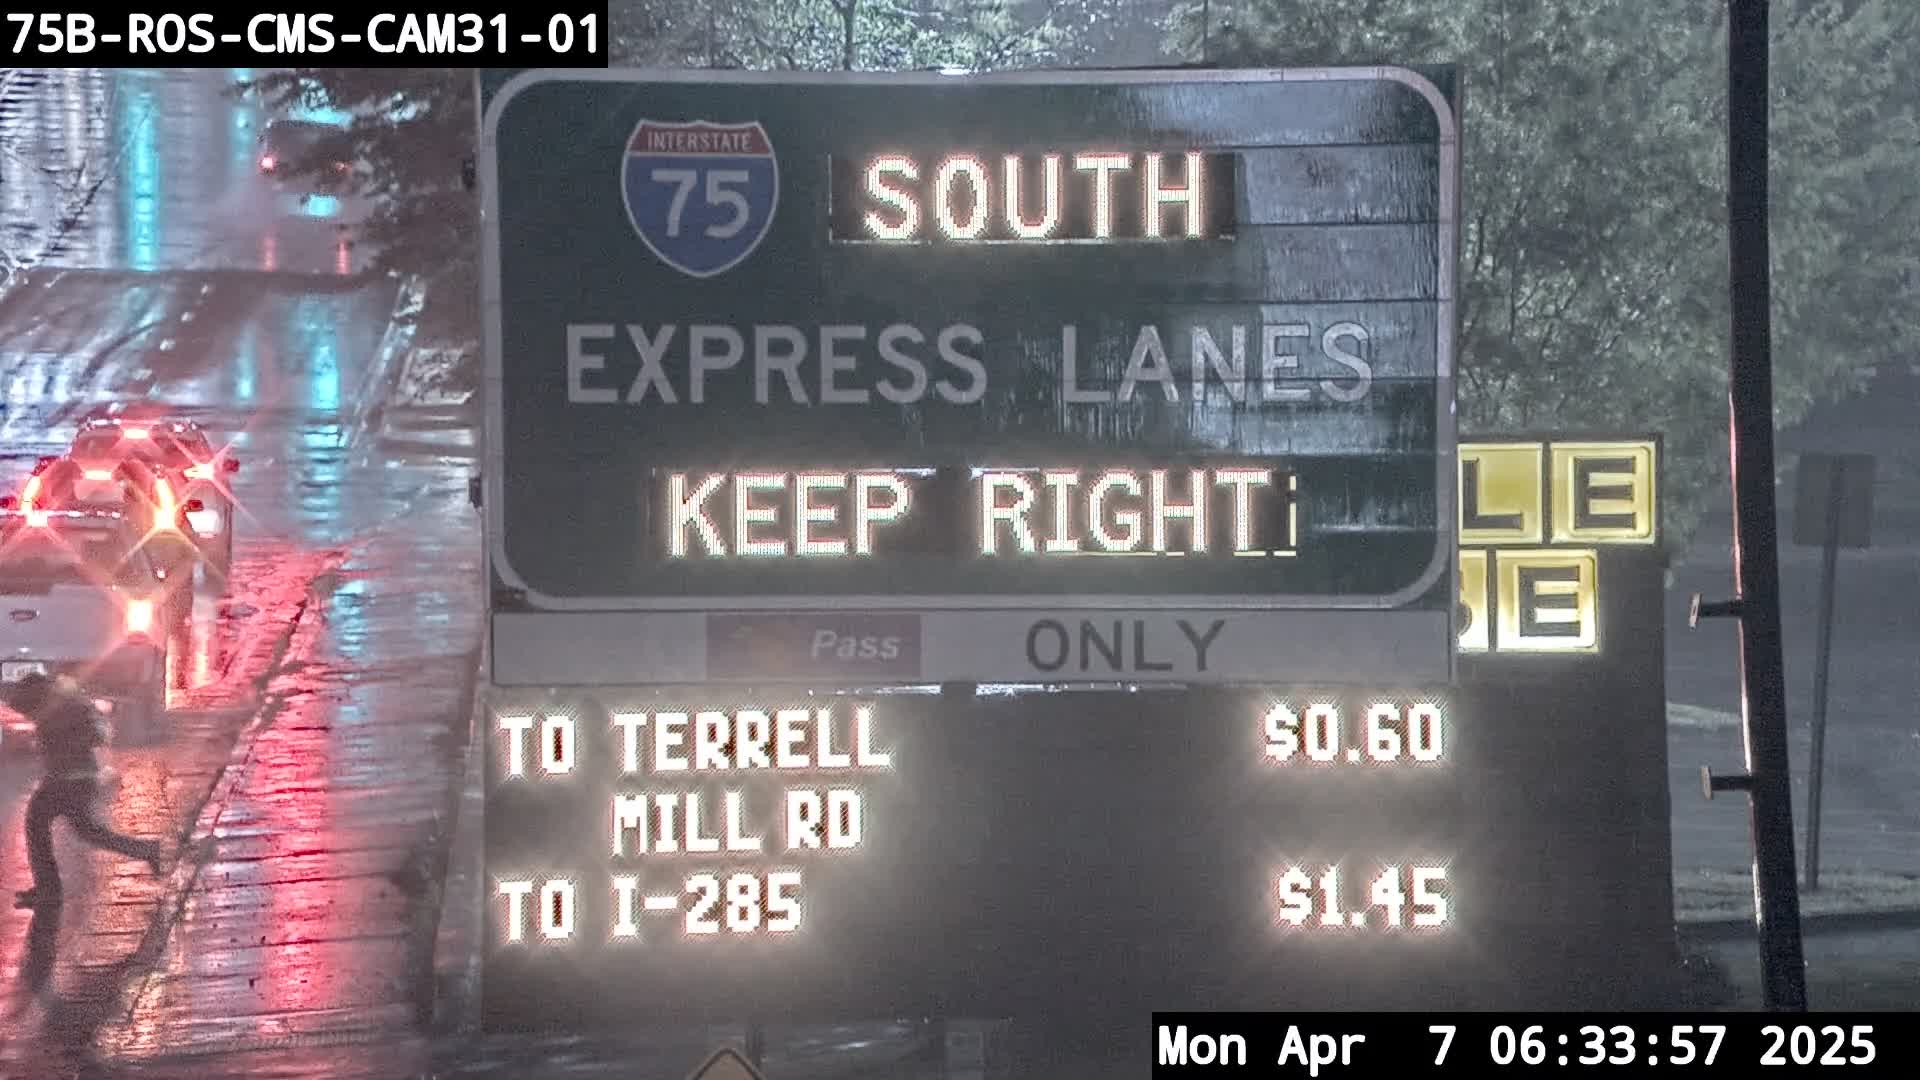 75B-ROS-CMS-CAM31-01
INTERSTATE
75
SOUTH
EXPRESS LANES
KEEP RIGHT
Pass ONLY
TO TERRELL $0.60
MILL RD
TO I-285 $1.45
LE
E
Mon Apr 7 06:33:57 2025